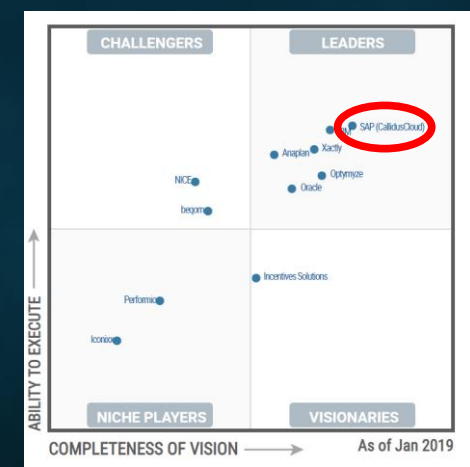 CHALLENGERS
LEADERS
SAP (CallidusCloud)
Anaplan
Xactly
NICE
Optymyze
Oracle
beqom
Incentives Solutions
Performio
Iconixx
ABILITY TO EXECUTE
NICHE PLAYERS
VISIONARIES
COMPLETENESS OF VISION
As of Jan 2019